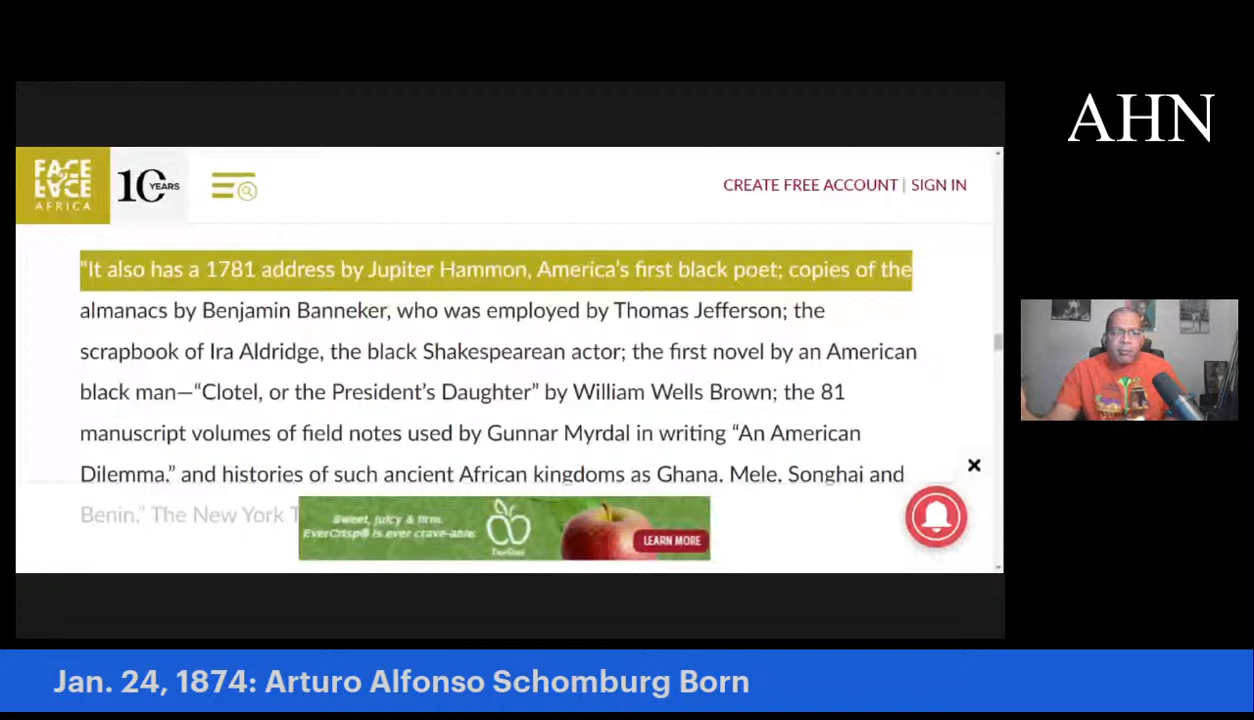 AHN
FACE
FACE
AFRICA
10 YEARS
CREATE FREE ACCOUNT | SIGN IN
"It also has a 1781 address by Jupiter Hammon, America's first black poet; copies of the
almanacs by Benjamin Banneker, who was employed by Thomas Jefferson; the
scrapbook of Ira Aldridge, the black Shakespearean actor; the first novel by an American
black man—“Clotel, or the President's Daughter” by William Wells Brown; the 81
manuscript volumes of field notes used by Gunnar Myrdal in writing “An American
Dilemma,” and histories of such ancient African kingdoms as Ghana, Mele, Songhai and
Benin,” The New York T
Sweet, juicy & firm.
EverCrisp® is ever crave-able.
LEARN MORE
Jan. 24, 1874: Arturo Alfonso Schomburg Born